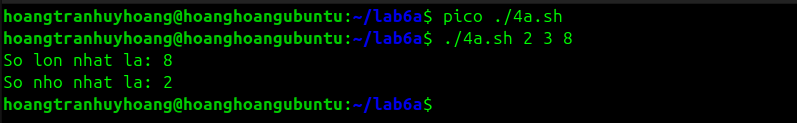 hoangtranhuyhoang@hoanghoangubuntu:~/lab6a$ pico ./4a.sh
hoangtranhuyhoang@hoanghoangubuntu:~/lab6a$ ./4a.sh 2 3 8
So lon nhat la: 8
So nho nhat la: 2
hoangtranhuyhoang@hoanghoangubuntu:~/lab6a$